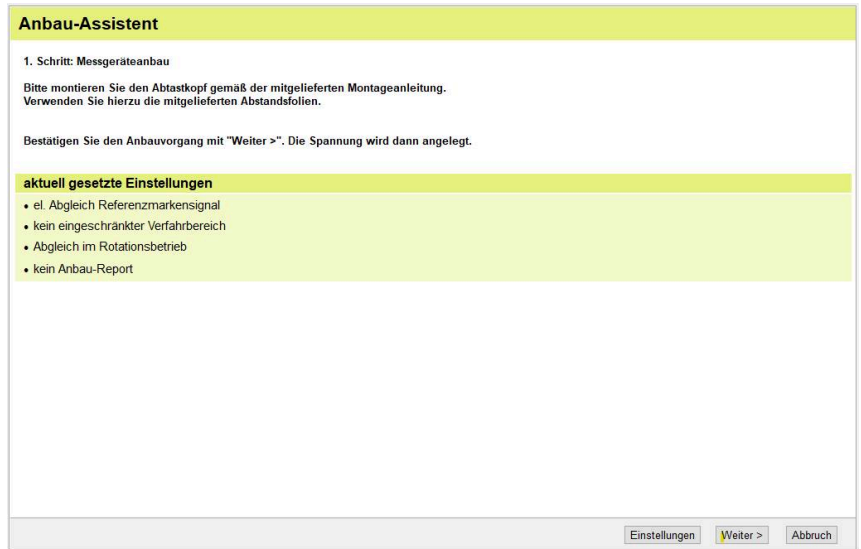 Anbau-Assistent
1. Schritt: Messgeräteanbau
Bitte montieren Sie den Abtastkopf gemäß der mitgelieferten Montageanleitung.
Verwenden Sie hierzu die mitgelieferten Abstandsfolien.
Bestätigen Sie den Anbauvorgang mit "Weiter >". Die Spannung wird dann angelegt.
aktuell gesetzte Einstellungen
• el. Abgleich Referenzmarkensignal
• kein eingeschränkter Verfahrbereich
• Abgleich im Rotationsbetrieb
• kein Anbau-Report
Einstellungen Weiter > Abbruch